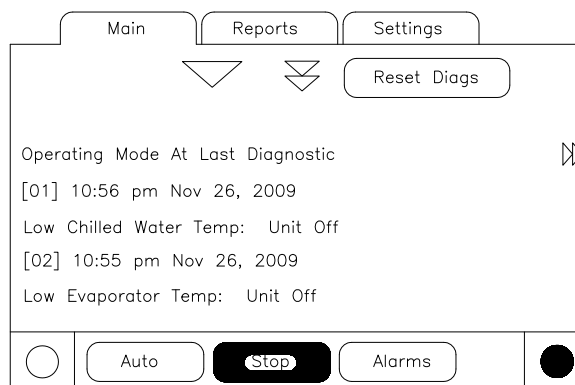 Main Reports Settings
Reset Diags
Operating Mode At Last Diagnostic
[01] 10:56 pm Nov 26, 2009
Low Chilled Water Temp: Unit Off
[02] 10:55 pm Nov 26, 2009
Low Evaporator Temp: Unit Off
Auto Stop Alarms